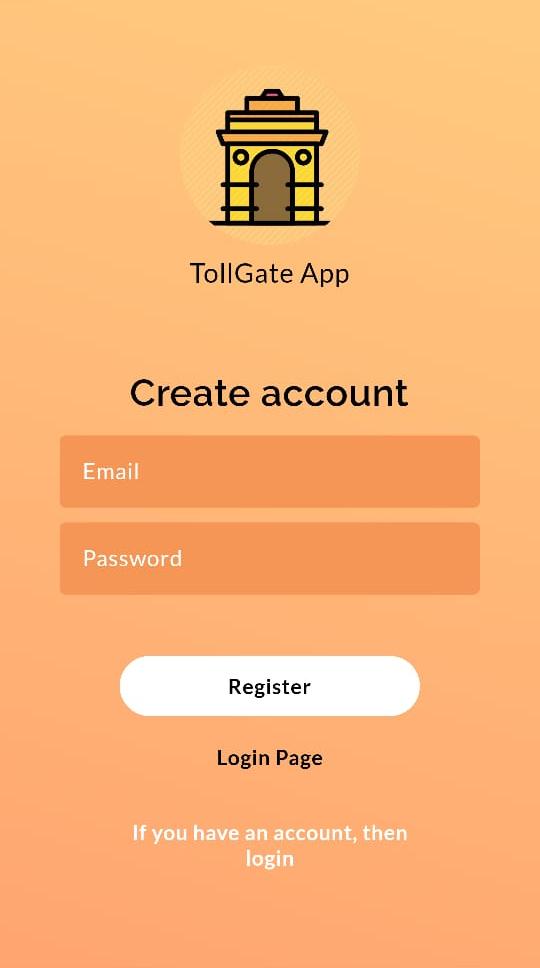 TollGate App
Create account
Email
Password
Register
Login Page
If you have an account, then
login